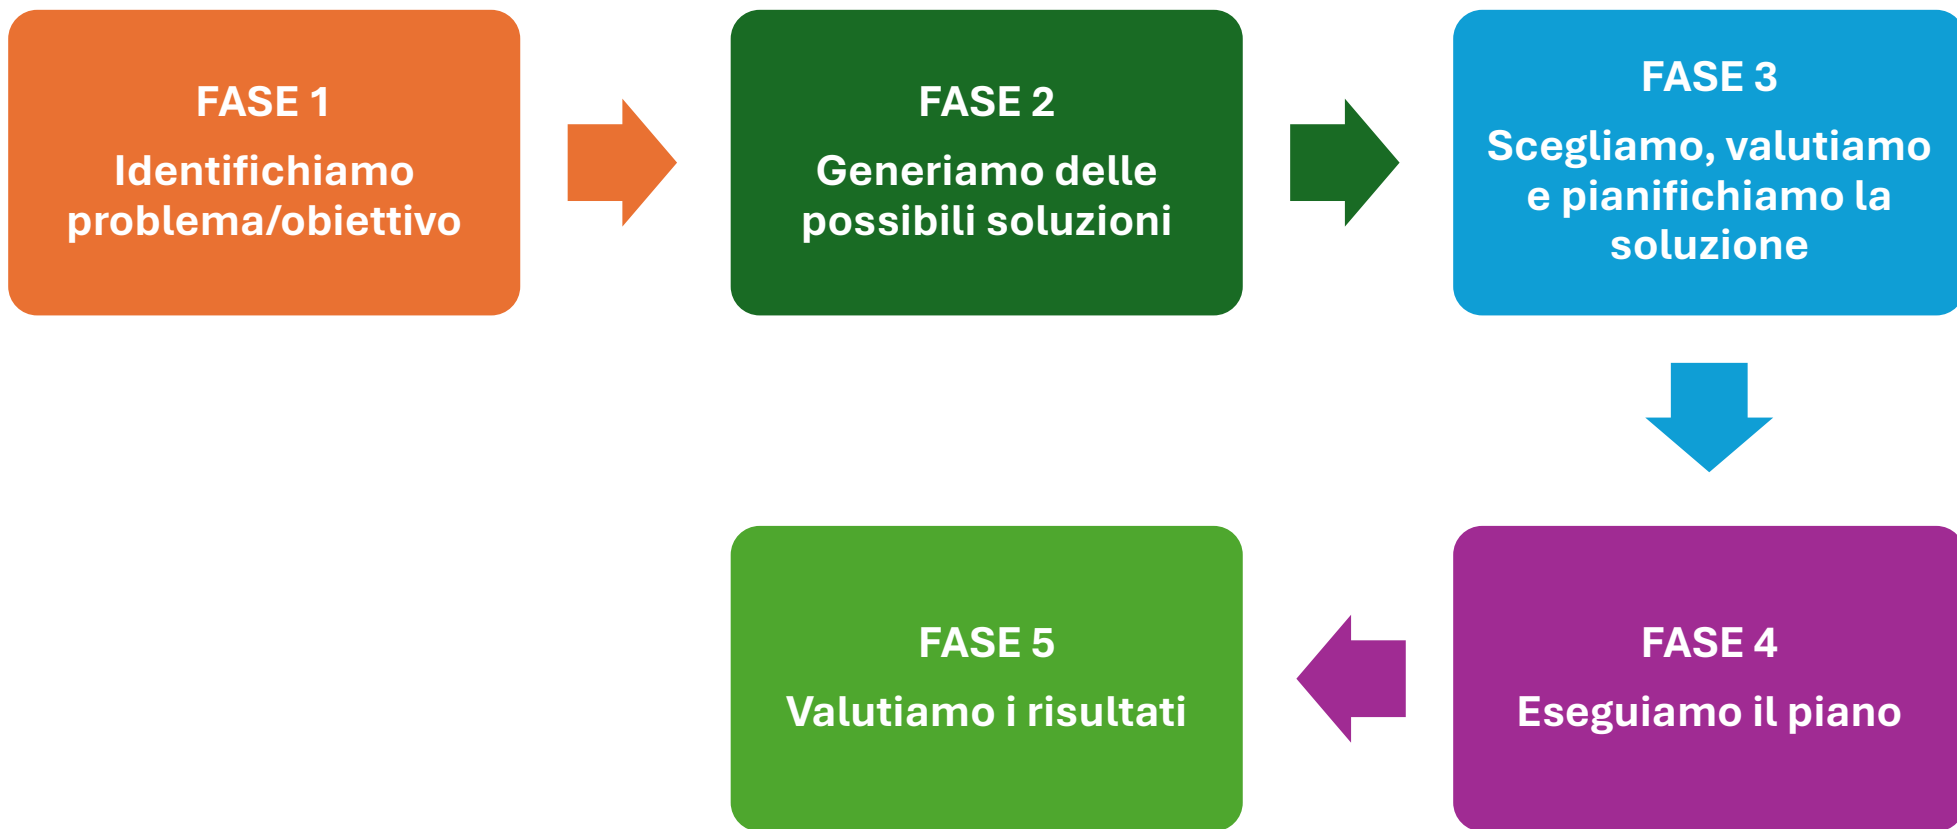 FASE 1
Identifichiamo
problema/obiettivo
FASE 2
Generiamo delle
possibili soluzioni
FASE 3
Scegliamo, valutiamo
e pianifichiamo la
soluzione
FASE 4
Eseguiamo il piano
FASE 5
Valutiamo i risultati